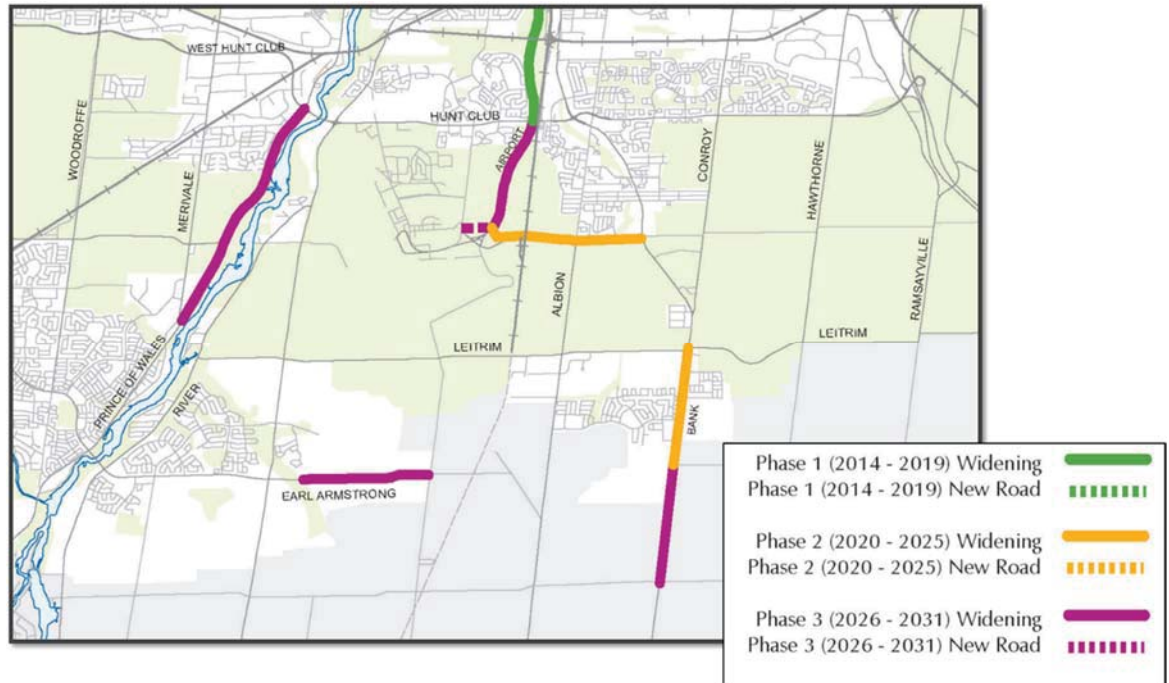 WEST HUNT CLUB
WOODROFFE
MERIVALE
HUNT CLUB
AIRPORT
CONROY
HAWTHORNE
RAMSAYVILLE
ALBION
LEITRIM
LEITRIM
PRINCE OF WALES
RIVER
BANK
EARL ARMSTRONG
Phase 1 (2014 - 2019) Widening
Phase 1 (2014 - 2019) New Road
Phase 2 (2020 - 2025) Widening
Phase 2 (2020 - 2025) New Road
Phase 3 (2026 - 2031) Widening
Phase 3 (2026 - 2031) New Road